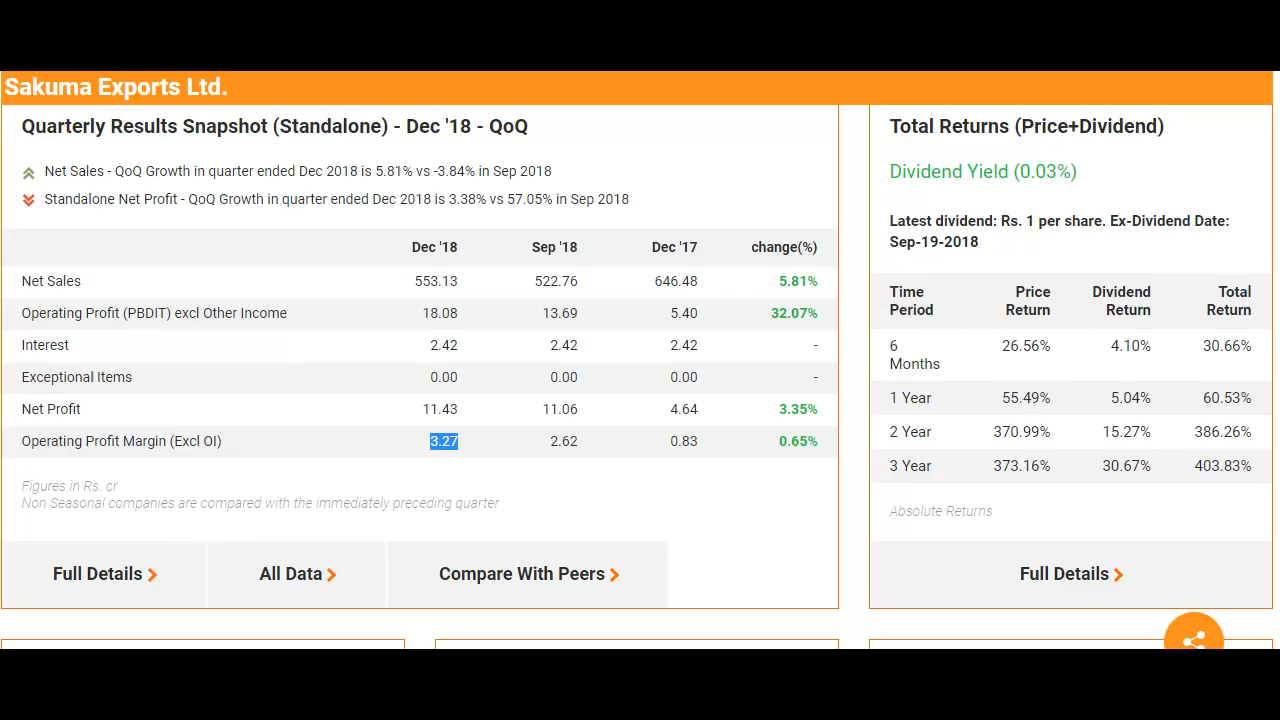 Sakuma Exports Ltd.
Quarterly Results Snapshot (Standalone) - Dec '18 - QoQ
Net Sales - QoQ Growth in quarter ended Dec 2018 is 5.81% vs -3.84% in Sep 2018
Standalone Net Profit - QoQ Growth in quarter ended Dec 2018 is 3.38% vs 57.05% in Sep 2018
Dec '18 Sep '18 Dec '17 change(%)
Net Sales 553.13 522.76 646.48 5.81%
Operating Profit (PBDIT) excl Other Income 18.08 13.69 5.40 32.07%
Interest 2.42 2.42 2.42 -
Exceptional Items 0.00 0.00 0.00 -
Net Profit 11.43 11.06 4.64 3.35%
Operating Profit Margin (Excl OI) 3.27 2.62 0.83 0.65%
Figures in Rs. cr
Non Seasonal companies are compared with the immediately preceding quarter
Full Details All Data Compare With Peers
Total Returns (Price+Dividend)
Dividend Yield (0.03%)
Latest dividend: Rs. 1 per share. Ex-Dividend Date:
Sep-19-2018
Time Price Dividend Total
Period Return Return Return
6 26.56% 4.10% 30.66%
Months
1 Year 55.49% 5.04% 60.53%
2 Year 370.99% 15.27% 386.26%
3 Year 373.16% 30.67% 403.83%
Absolute Returns
Full Details